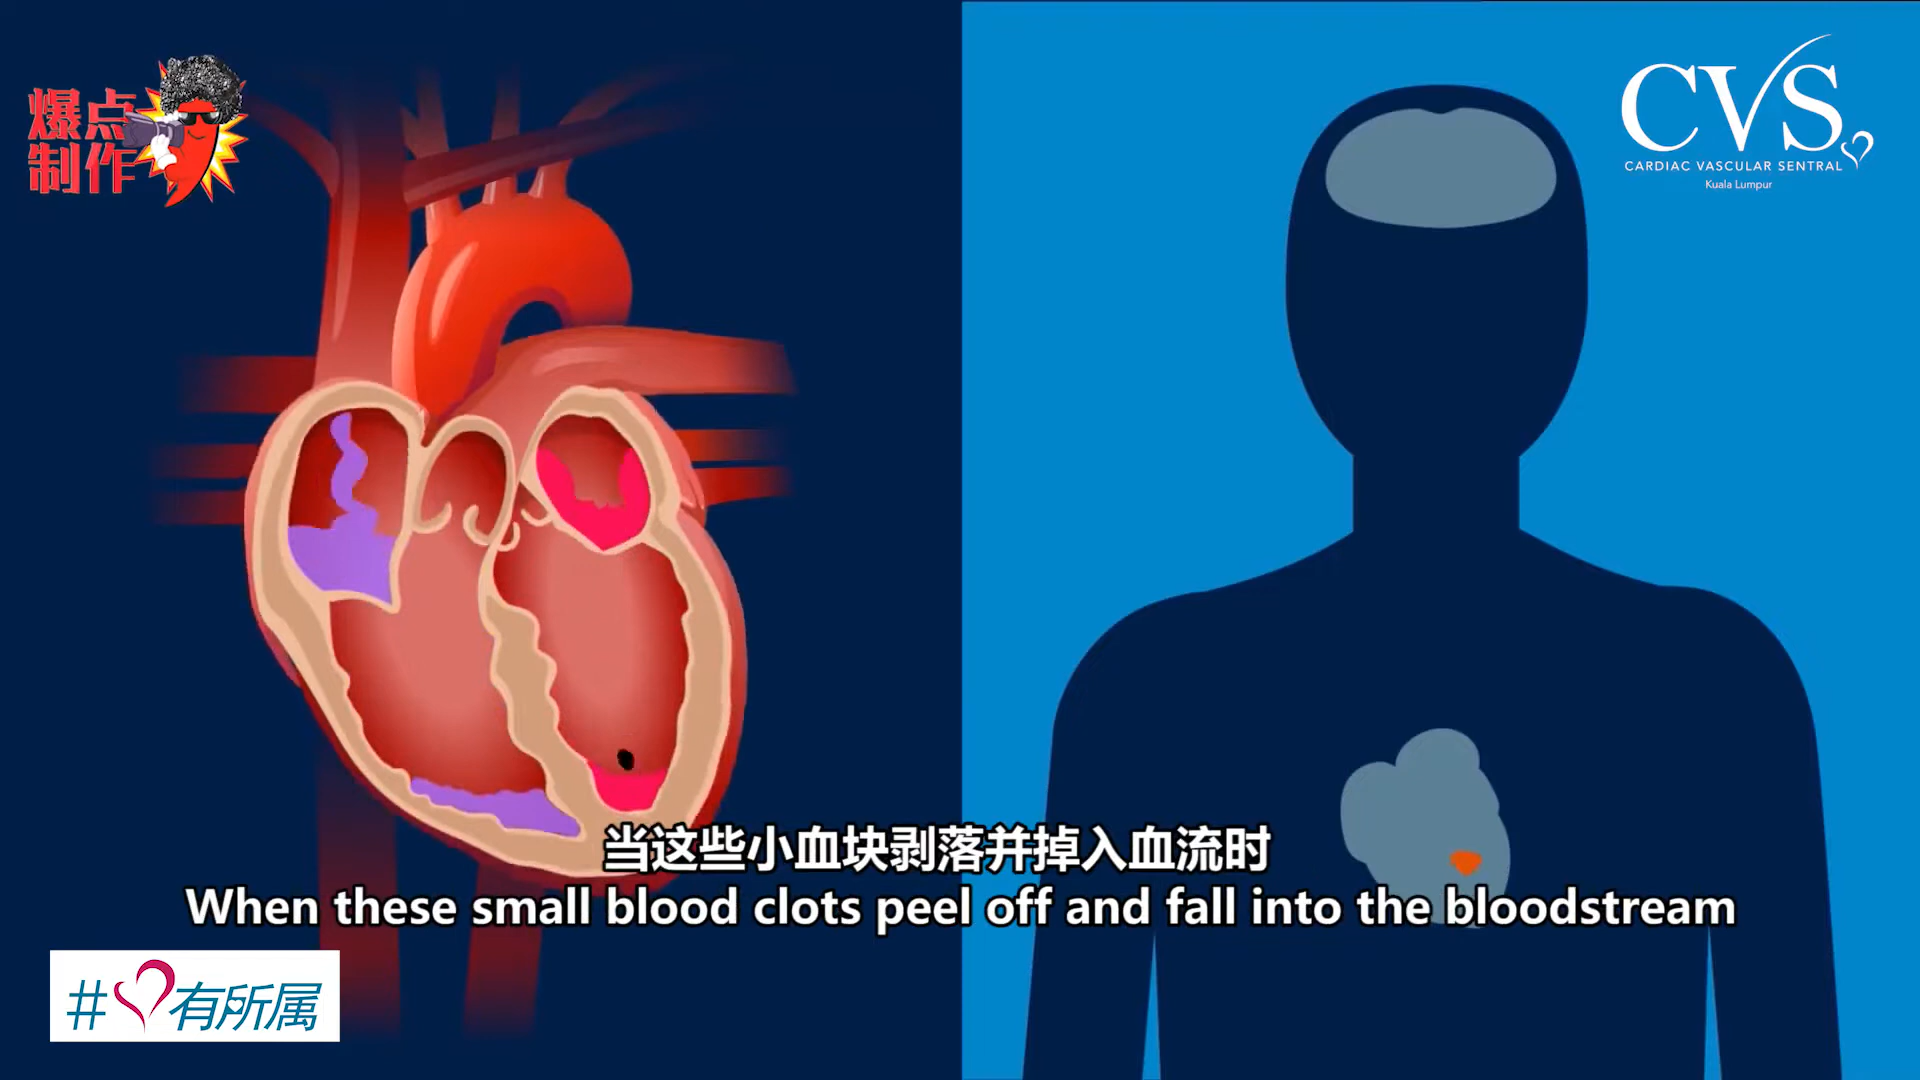 爆点
制作
CVS
CARDIAC VASCULAR SENTRAL
Kuala Lumpur
当这些小血块剥落并掉入血流时
When these small blood clots peel off and fall into the bloodstream
#有所属